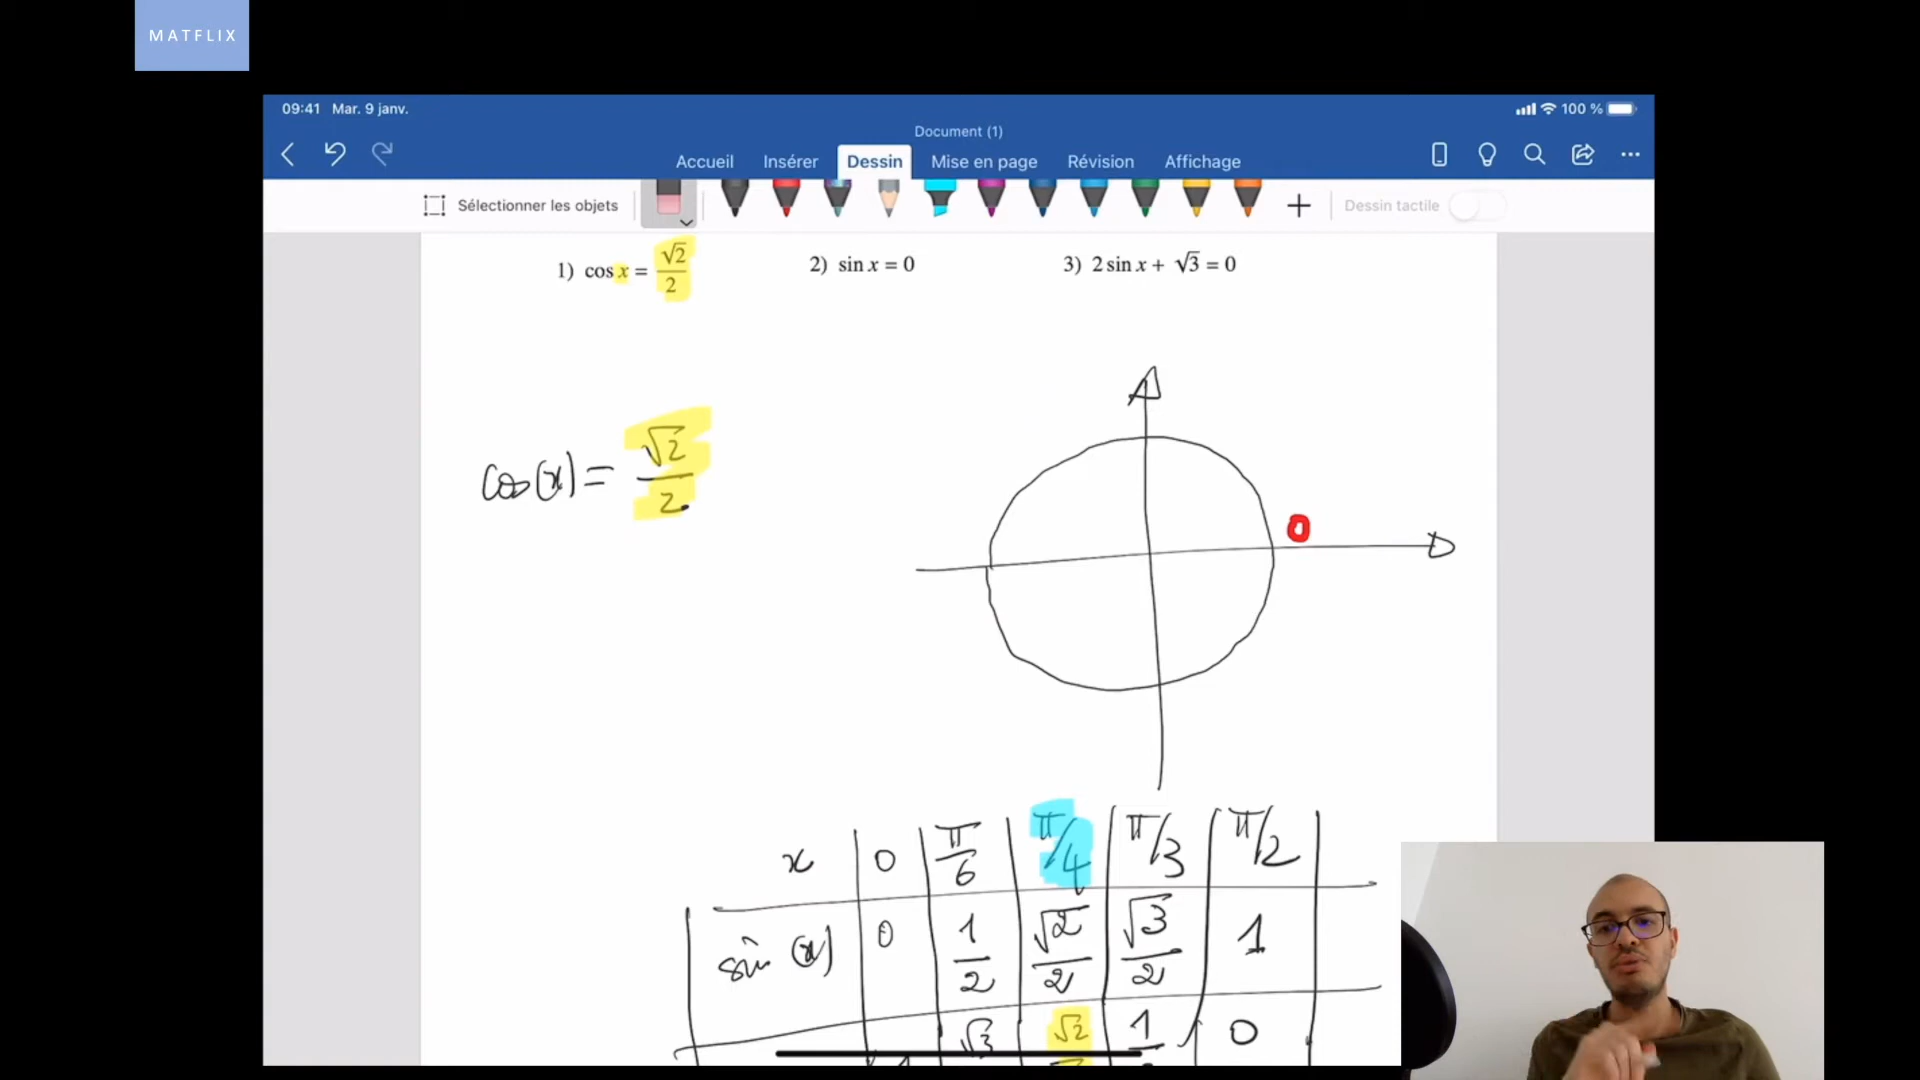 MATFLIX
09:41 Mar. 9 janv.
100 %
Document (1)
Accueil Insérer Dessin Mise en page Révision Affichage
Sélectionner les objets
Dessin tactile
1) cos x = √2/2 2) sin x = 0 3) 2 sin x + √3 = 0
cos(x) = √2/2
0
x 0 π/6 π/4 π/3 π/2
sin (x) 0 1/2 √2/2 √3/2 1
√3 √2 1 0